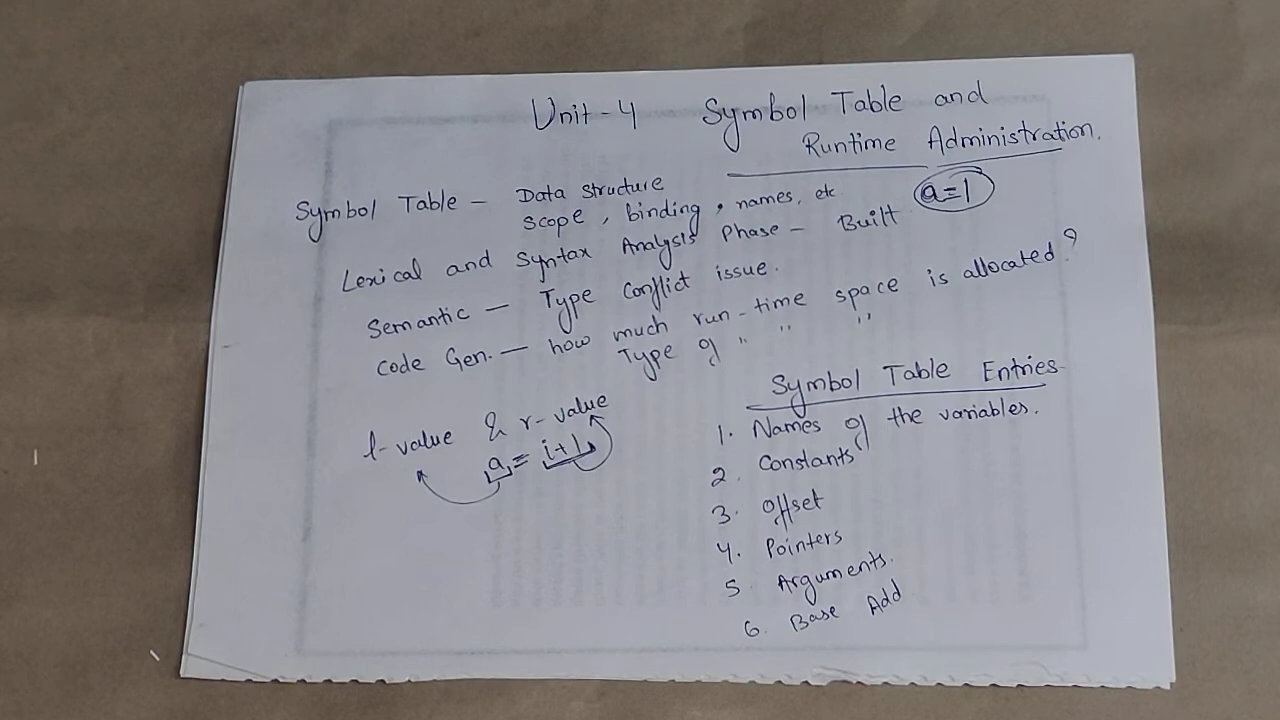 Unit - 4 Symbol Table and
Runtime Administration.
Symbol Table - Data Structure
Scope, binding, names, etc
a=1
Lexical and Syntax Analysis Phase - Built
Semantic - Type Conflict issue.
Code Gen. - how much run-time space is allocated?
Type of " " "
l-value & r-value
a = i+1
Symbol Table Entries
1. Names of the variables.
2. Constants
3. Offset
4. Pointers
5. Arguments.
6. Base Add